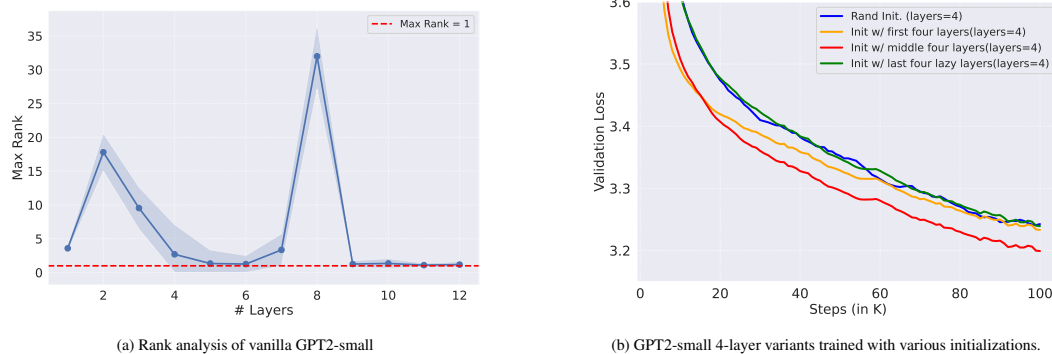 Max Rank = 1
35
30
25
20
15
10
5
0
Max Rank
2
4
6
8
10
12
# Layers
(a) Rank analysis of vanilla GPT2-small
Rand Init. (layers=4)
Init w/ first four layers(layers=4)
Init w/ middle four layers(layers=4)
Init w/ last four lazy layers(layers=4)
3.6
3.5
3.4
3.3
3.2
Validation Loss
0
20
40
60
80
100
Steps (in K)
(b) GPT2-small 4-layer variants trained with various initializations.